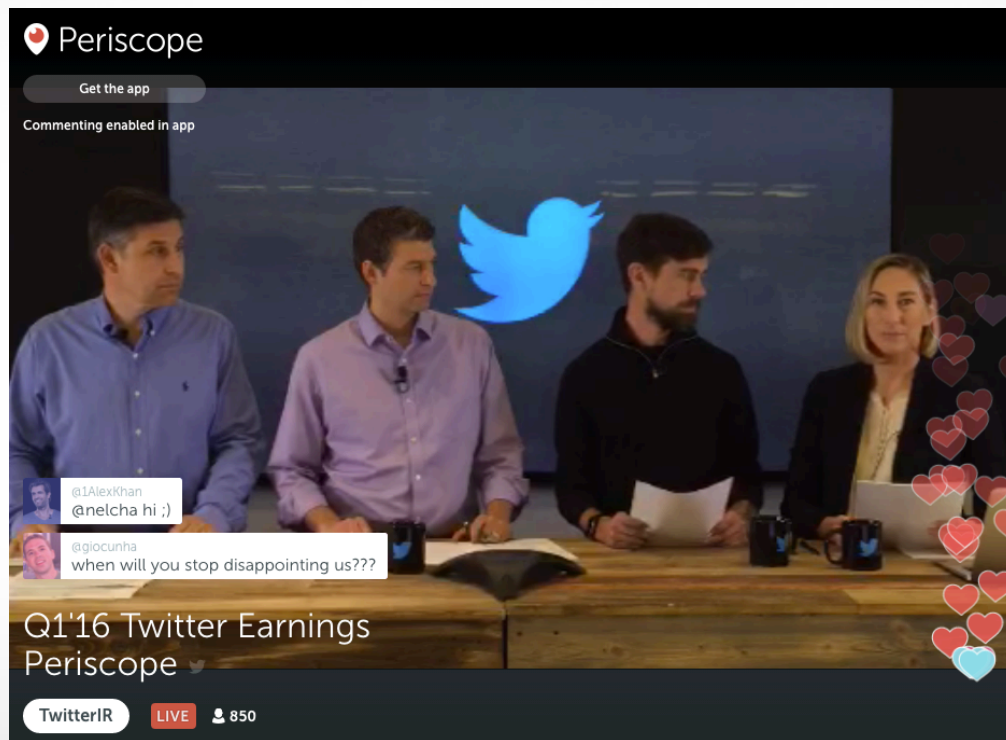 Periscope
Get the app
Commenting enabled in app
@1AlexKhan
@nelcha hi ;)
@giocunha
when will you stop disappointing us???
Q1'16 Twitter Earnings
Periscope
TwitterIR
LIVE
850